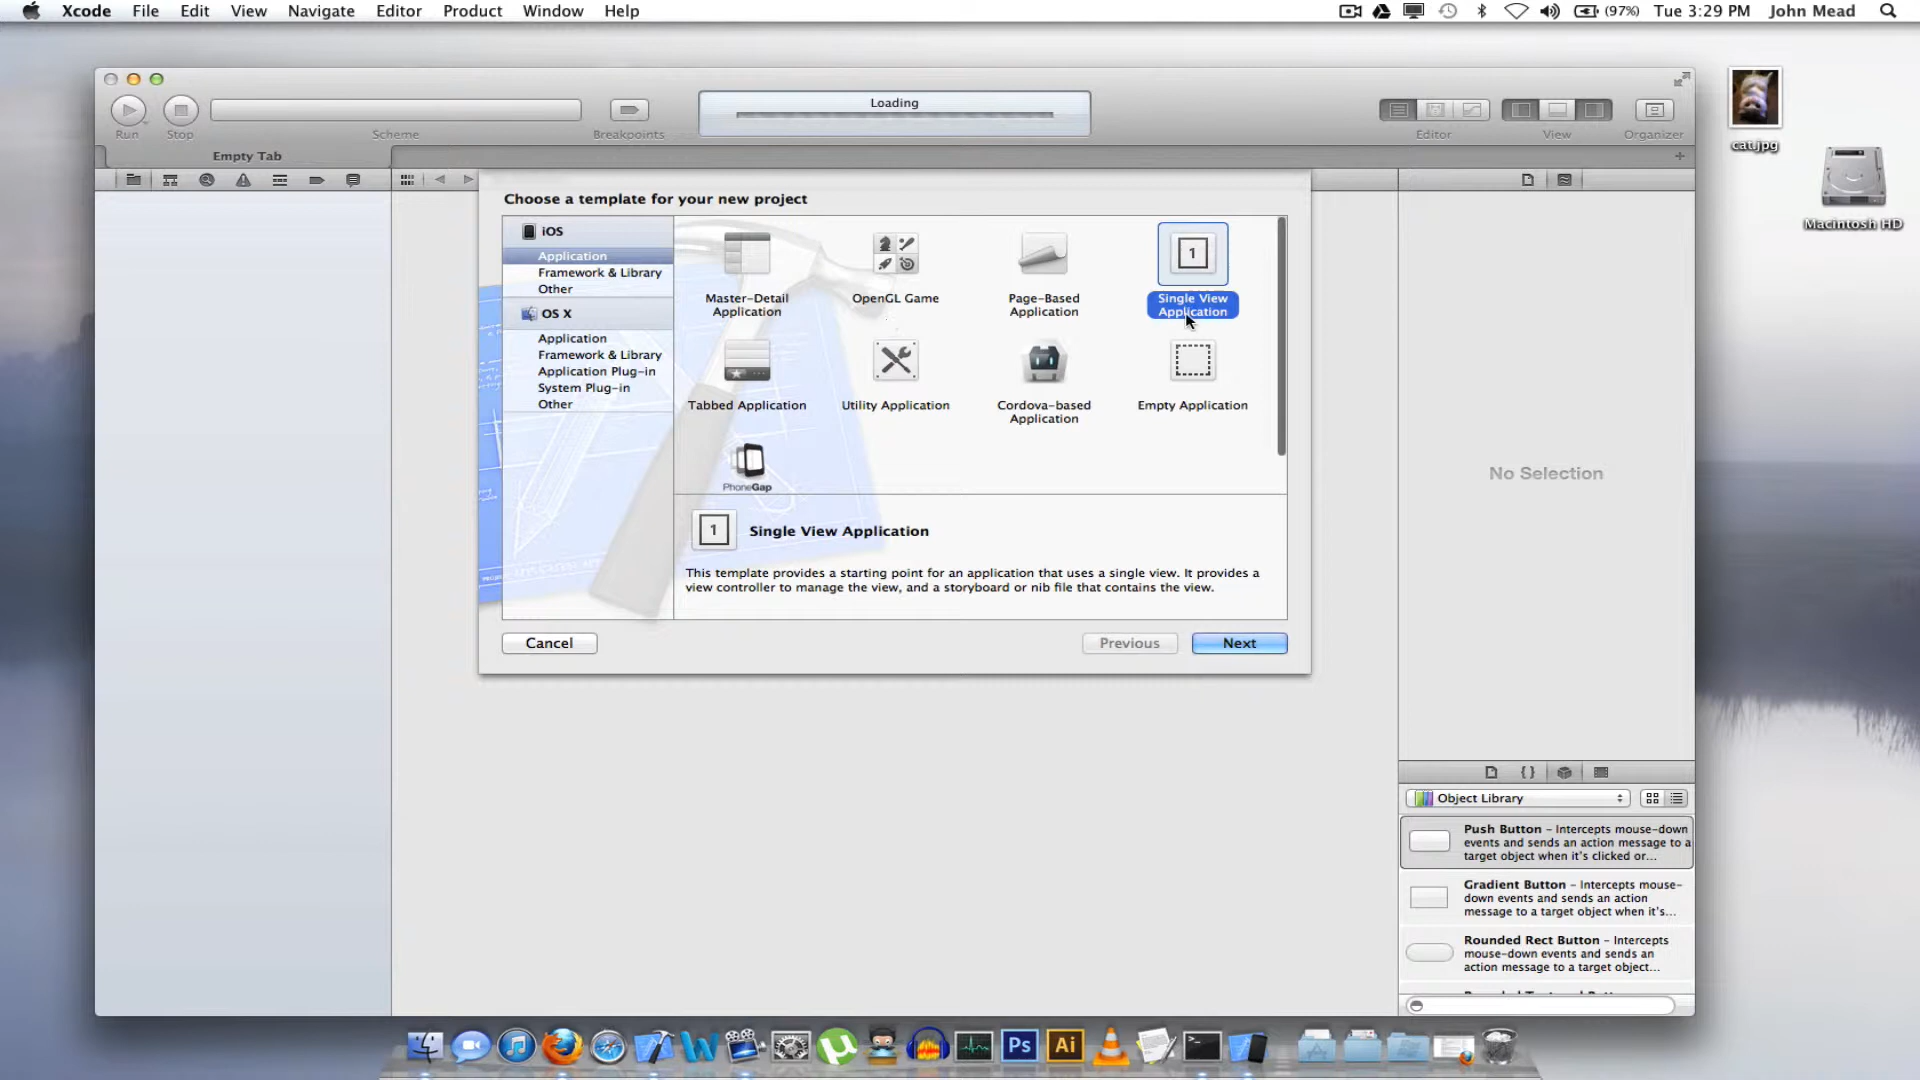 Xcode File Edit View Navigate Editor Product Window Help (97%) Tue 3:29 PM John Mead
Loading
Run Stop Scheme Breakpoints Editor View Organizer
Empty Tab
cat.jpg
Macintosh HD
Choose a template for your new project
iOS
Application
Framework & Library
Other
OS X
Application
Framework & Library
Application Plug-in
System Plug-in
Other
Master-Detail
Application
OpenGL Game
Page-Based
Application
1
Single View
Application
Tabbed Application
Utility Application
Cordova-based
Application
Empty Application
PhoneGap
1
Single View Application
This template provides a starting point for an application that uses a single view. It provides a
view controller to manage the view, and a storyboard or nib file that contains the view.
Cancel
Previous
Next
No Selection
{ }
Object Library
Push Button - Intercepts mouse-down
events and sends an action message to a
target object when it's clicked or...
Gradient Button - Intercepts mouse-
down events and sends an action
message to a target object when it's...
Rounded Rect Button - Intercepts
mouse-down events and sends an
action message to a target object...
Ps
Ai